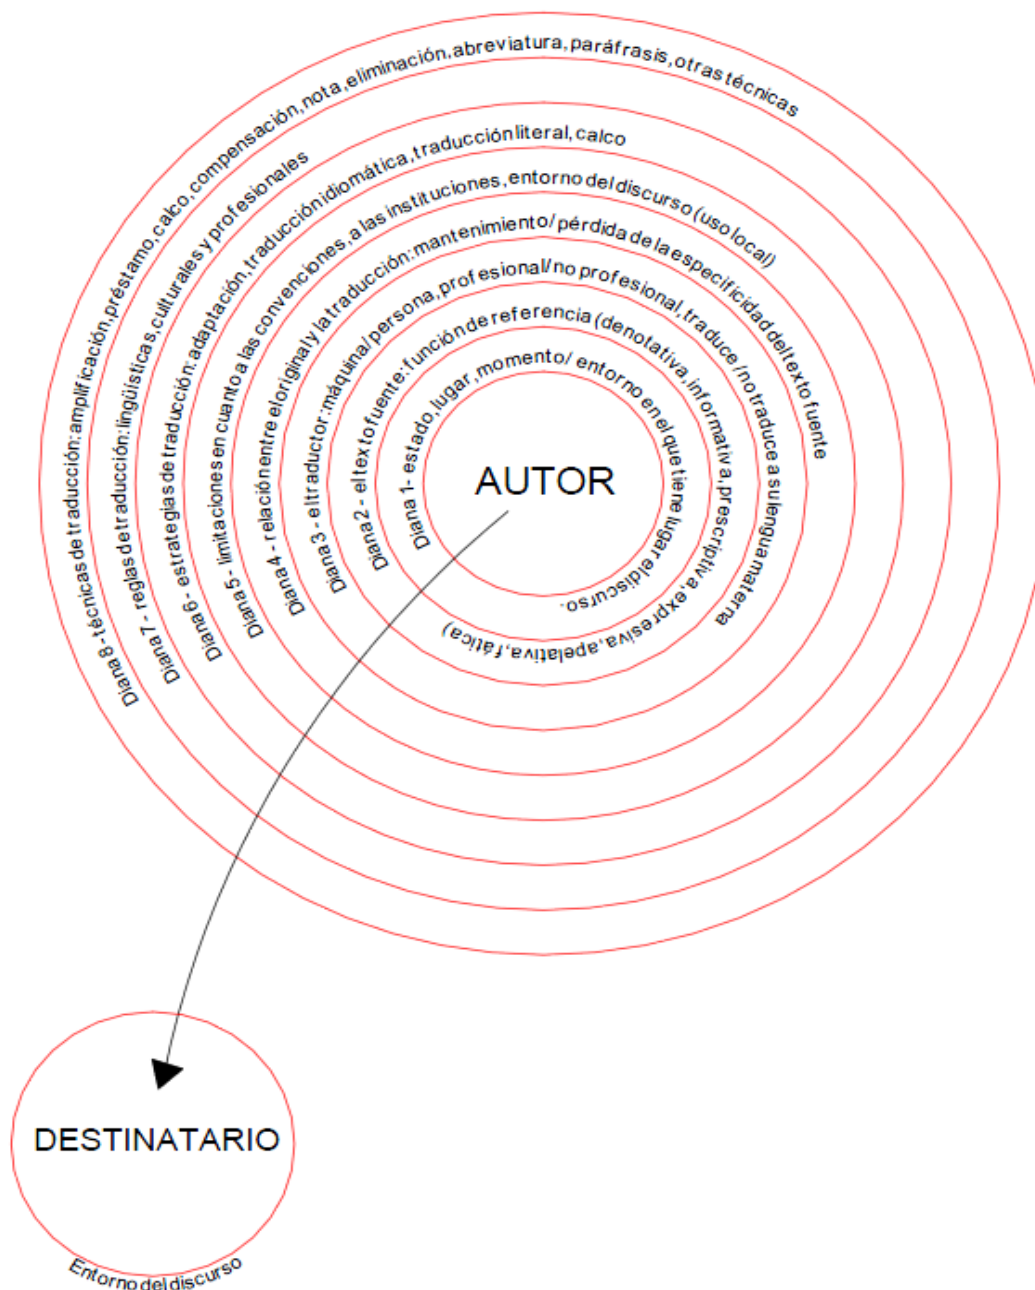 Diana 8 - técnicas de traducción: amplificación, préstamo, calco, compensación, nota, eliminación, abreviatura, paráfrasis, otras técnicas
Diana 7 - reglas de traducción: lingüísticas, culturales y profesionales
Diana 6 - estrategias de traducción: adaptación, traducción idiomática, traducción literal, calco
Diana 5 - limitaciones en cuanto a las convenciones, a las instituciones, entorno del discurso (uso local)
Diana 4 - relación entre el original y la traducción: mantenimiento / pérdida de la especificidad del texto fuente
Diana 3 - el traductor: máquina / persona, profesional / no profesional, traduce / no traduce a su lengua materna
Diana 2 - el texto fuente: función de referencia (denotativa, informativa, prescriptiva, expresiva, apelativa, fática)
Diana 1 - estado, lugar, momento / entorno en el que tiene lugar el discurso.
AUTOR
DESTINATARIO
Entorno del discurso